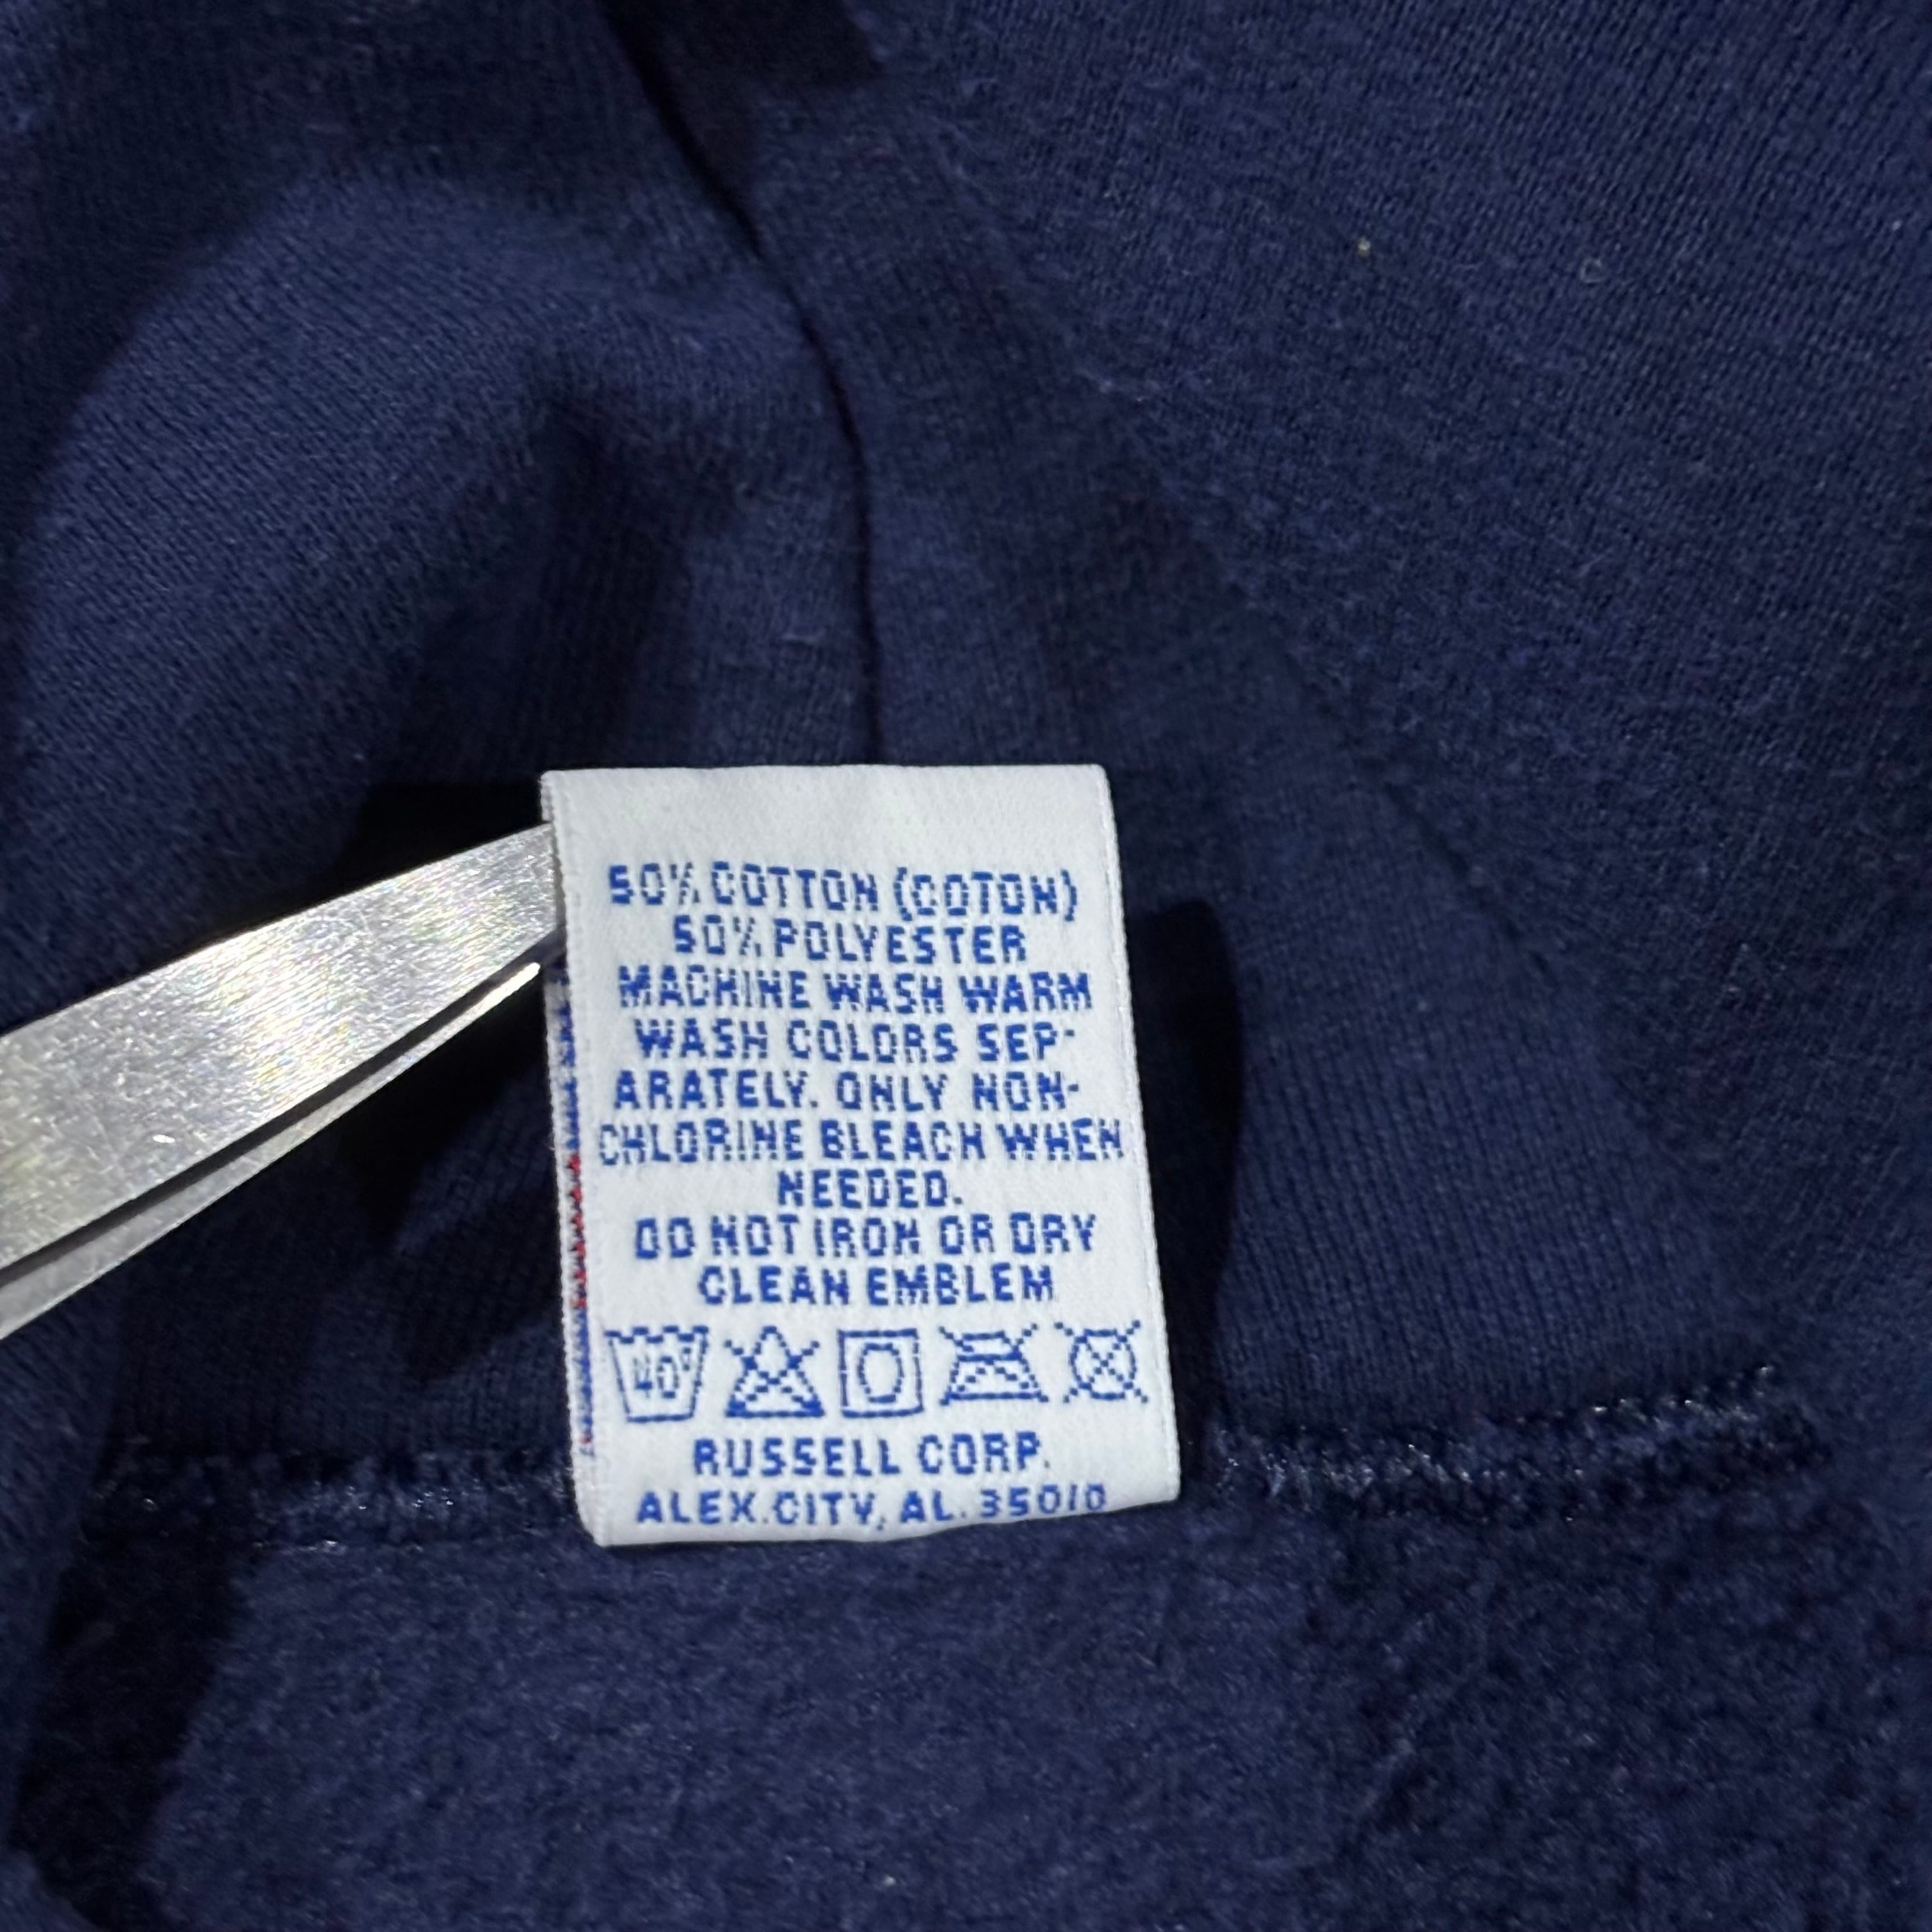 50% COTTON (COTON)
50% POLYESTER
MACHINE WASH WARM
WASH COLORS SEP-
ARATELY. ONLY NON-
CHLORINE BLEACH WHEN
NEEDED.
DO NOT IRON OR DRY
CLEAN EMBLEM
40°
RUSSELL CORP.
ALEX.CITY, AL. 35010